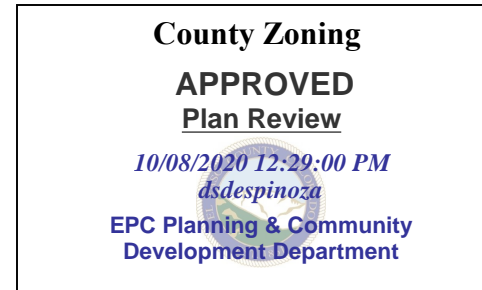 County Zoning
APPROVED
Plan Review
10/08/2020 12:29:00 PM
dsdespinoza
EPC Planning & Community
Development Department